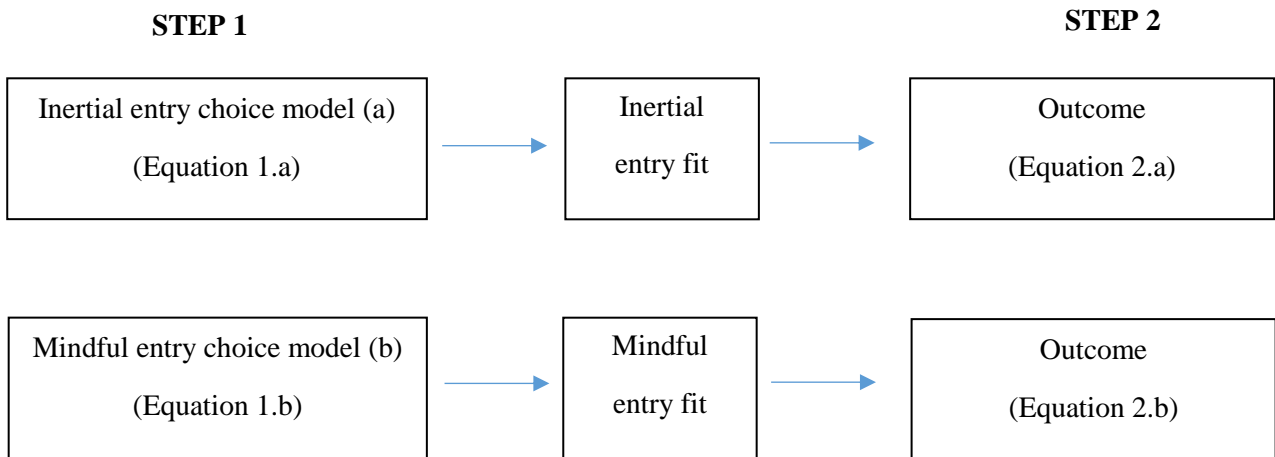 STEP 1
STEP 2
Inertial entry choice model (a)
(Equation 1.a)
Inertial
entry fit
Outcome
(Equation 2.a)
Mindful entry choice model (b)
(Equation 1.b)
Mindful
entry fit
Outcome
(Equation 2.b)